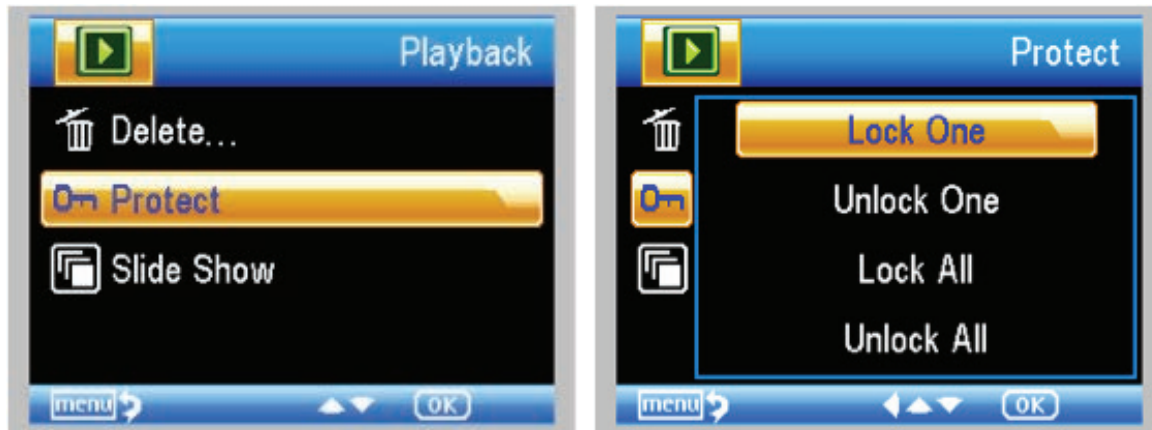 Playback
Delete...
Protect
Slide Show
menu OK
Protect
Lock One
Unlock One
Lock All
Unlock All
menu OK